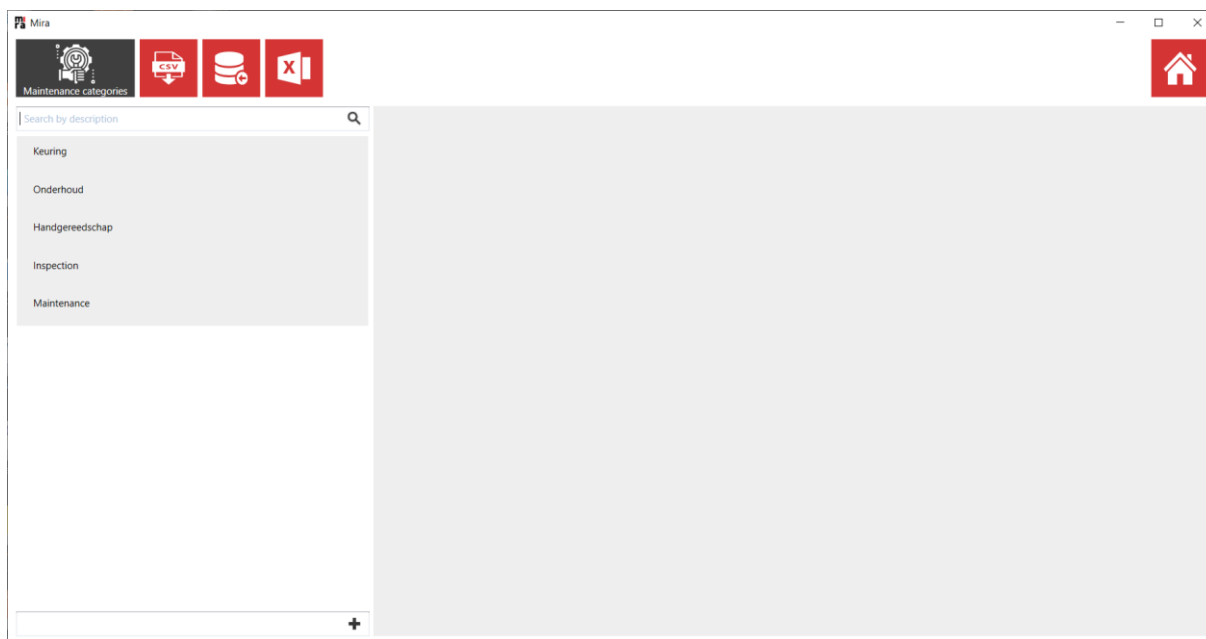 Mira
Maintenance categories
CSV
X
Search by description
Keuring
Onderhoud
Handgereedschap
Inspection
Maintenance